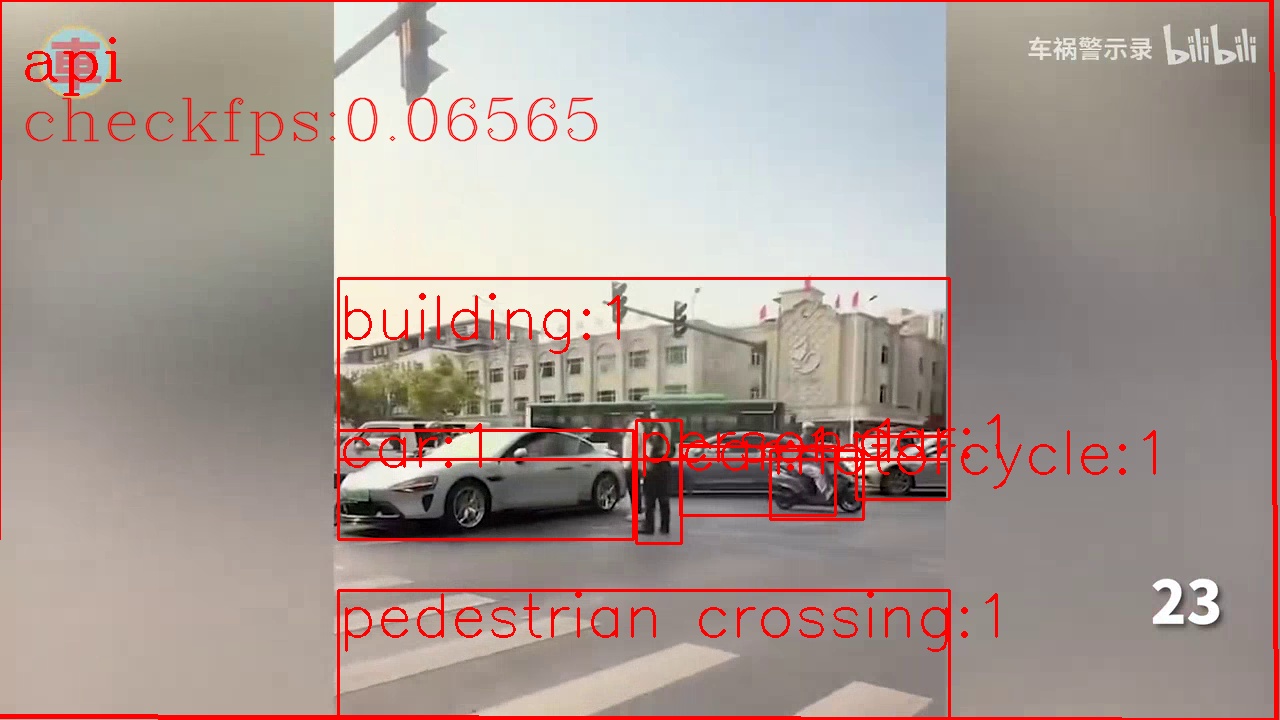 車
api
车祸警示录 bilibili
checkfps:0.06565
building:1
car:1
motorcycle:1
pedestrian crossing:1
23